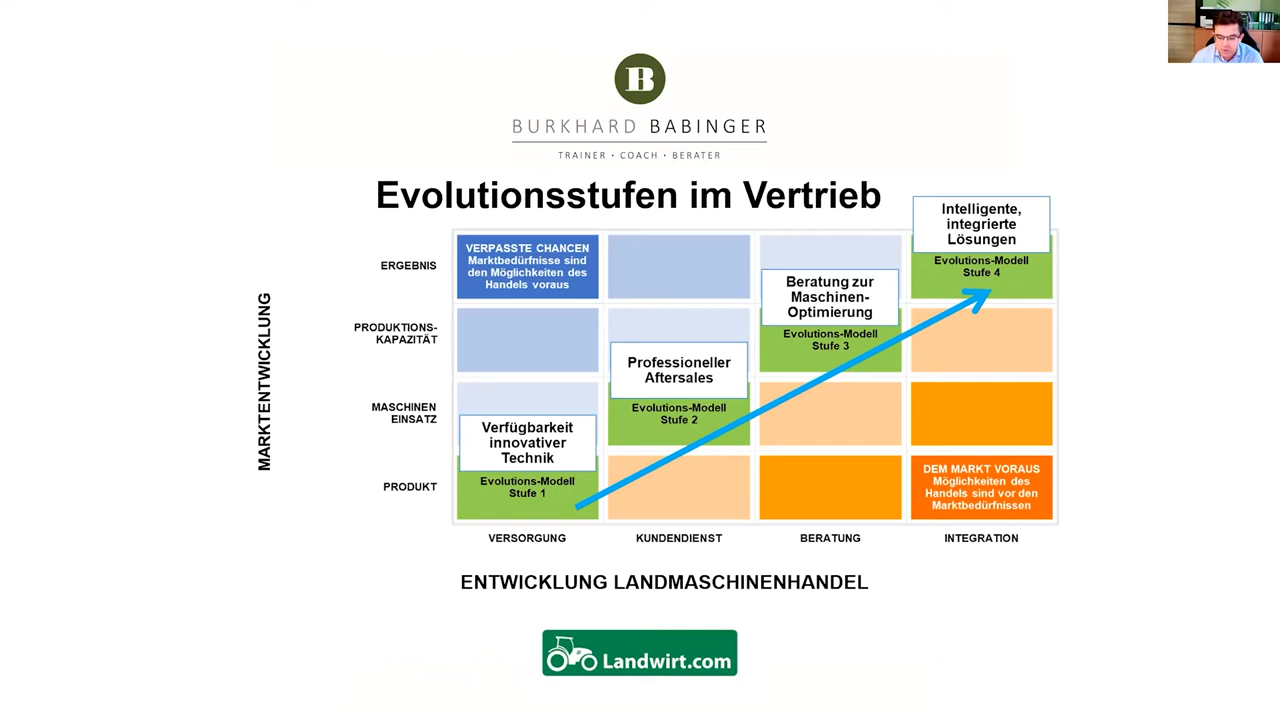 B
BURKHARD BABINGER
TRAINER • COACH • BERATER
Evolutionsstufen im Vertrieb
MARKTENTWICKLUNG
ERGEBNIS
VERPASSTE CHANCEN
Marktbedürfnisse sind
den Möglichkeiten des
Handels voraus
Intelligente,
integrierte
Lösungen
Evolutions-Modell
Stufe 4
PRODUKTIONS-
KAPAZITÄT
Beratung zur
Maschinen-
Optimierung
Evolutions-Modell
Stufe 3
MASCHINEN
EINSATZ
Professioneller
Aftersales
Evolutions-Modell
Stufe 2
PRODUKT
Verfügbarkeit
innovativer
Technik
Evolutions-Modell
Stufe 1
DEM MARKT VORAUS
Möglichkeiten des
Handels sind vor den
Marktbedürfnissen
VERSORGUNG
KUNDENDIENST
BERATUNG
INTEGRATION
ENTWICKLUNG LANDMASCHINENHANDEL
Landwirt.com